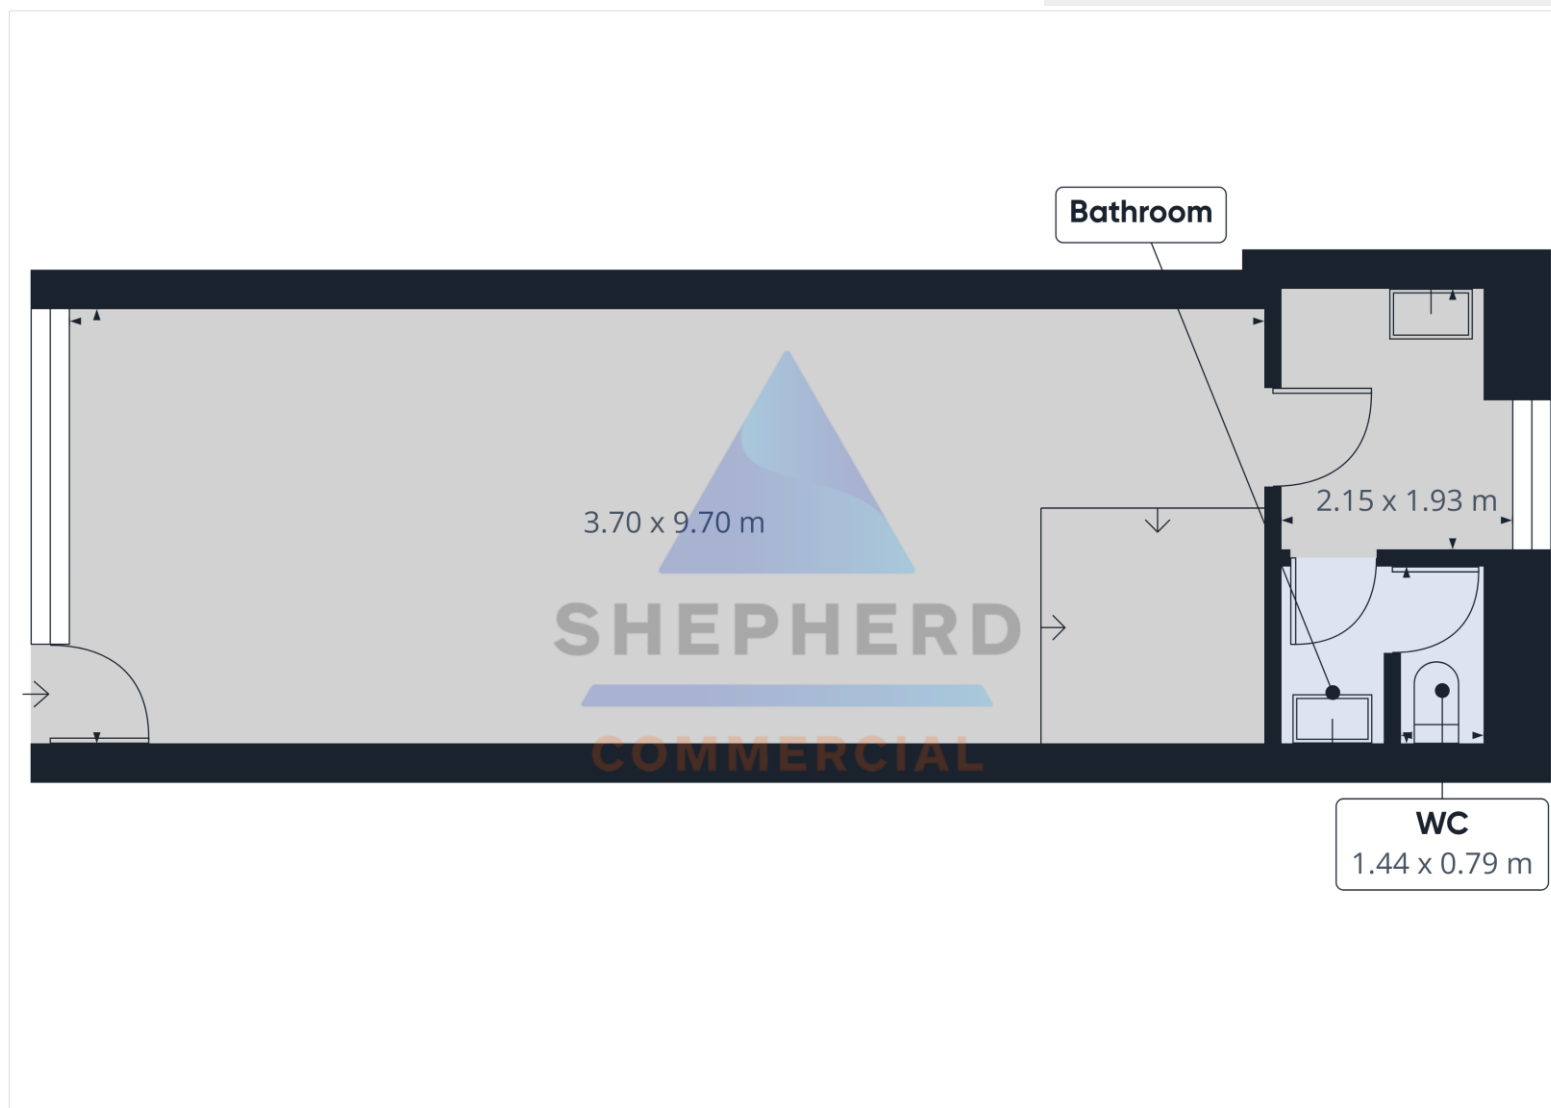 Bathroom
2.15 x 1.93 m
3.70 x 9.70 m
SHEPHERD
COMMERCIAL
WC
1.44 x 0.79 m